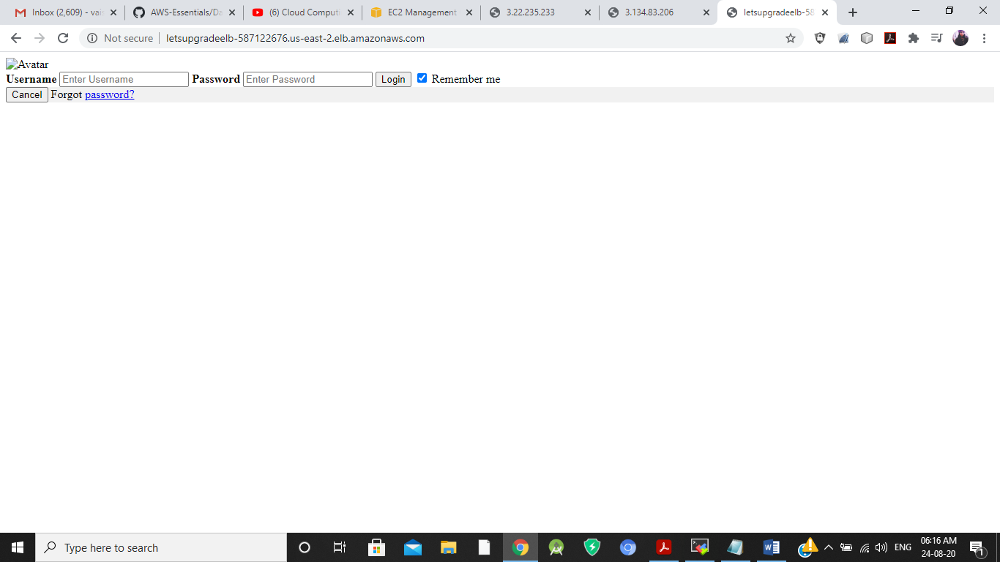 Inbox (2,609) - vai
AWS-Essentials/Da
(6) Cloud Computi
EC2 Management
3.22.235.233
3.134.83.206
letsupgradeelb-58
Not secure letsupgradeelb-587122676.us-east-2.elb.amazonaws.com
Avatar
Username Enter Username Password Enter Password Login Remember me
Cancel Forgot password?
Type here to search
ENG
06:16 AM
24-08-20
1